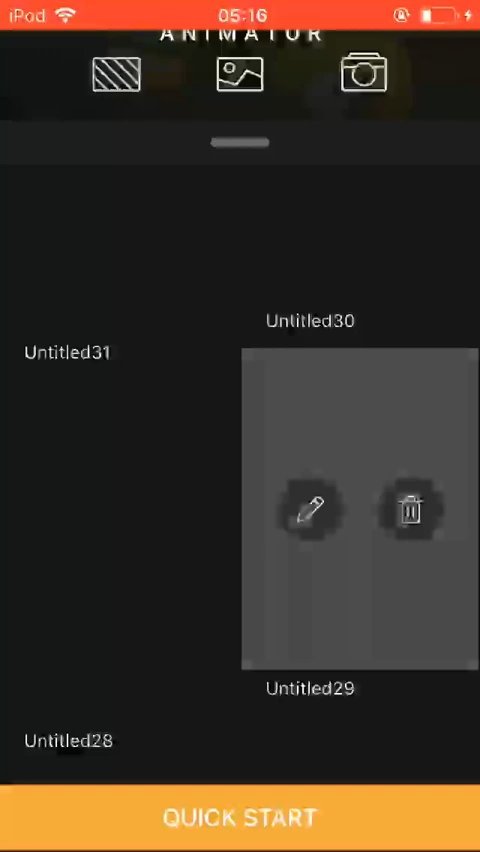 iPod 05:16
ANIMATOR
Untitled30
Untitled31
Untitled29
Untitled28
QUICK START